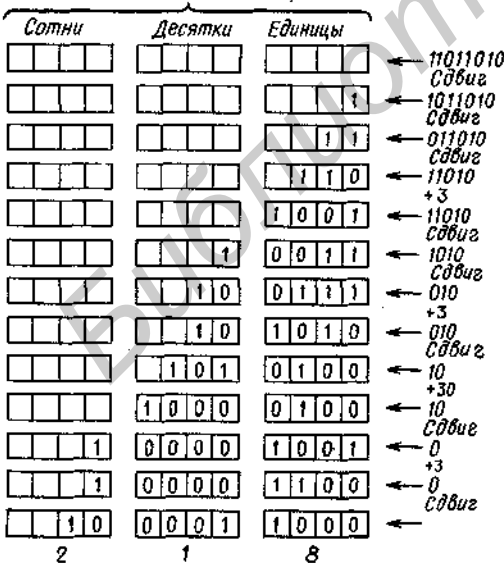 Сотни Десятки Единицы
11011010
Сдвиг
1 1011010
Сдвиг
1 1 011010
Сдвиг
1 1 0 11010
+3
1 0 0 1 11010
Сдвиг
1 0 0 1 1 1010
Сдвиг
1 0 0 1 1 1 010
+3
1 0 1 0 1 0 010
Сдвиг
1 0 1 0 1 0 0 10
+30
1 0 0 0 0 1 0 0 10
Сдвиг
1 0 0 0 0 1 0 0 1 0
+3
1 0 0 0 0 1 1 0 0 0
Сдвиг
1 0 0 0 0 1 1 0 0 0
2 1 8